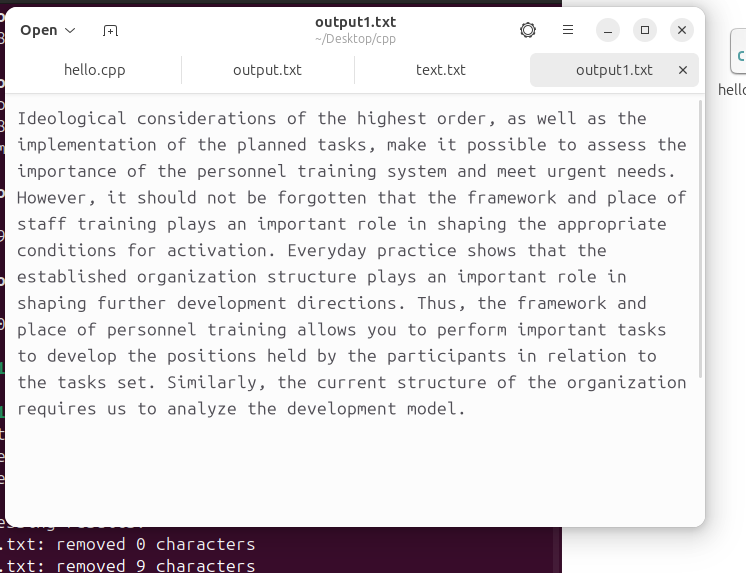 Open
output1.txt
~/Desktop/cpp
hello.cpp
output.txt
text.txt
output1.txt
Ideological considerations of the highest order, as well as the
implementation of the planned tasks, make it possible to assess the
importance of the personnel training system and meet urgent needs.
However, it should not be forgotten that the framework and place of
staff training plays an important role in shaping the appropriate
conditions for activation. Everyday practice shows that the
established organization structure plays an important role in
shaping further development directions. Thus, the framework and
place of personnel training allows you to perform important tasks
to develop the positions held by the participants in relation to
the tasks set. Similarly, the current structure of the organization
requires us to analyze the development model.
.txt: removed 0 characters
.txt: removed 9 characters